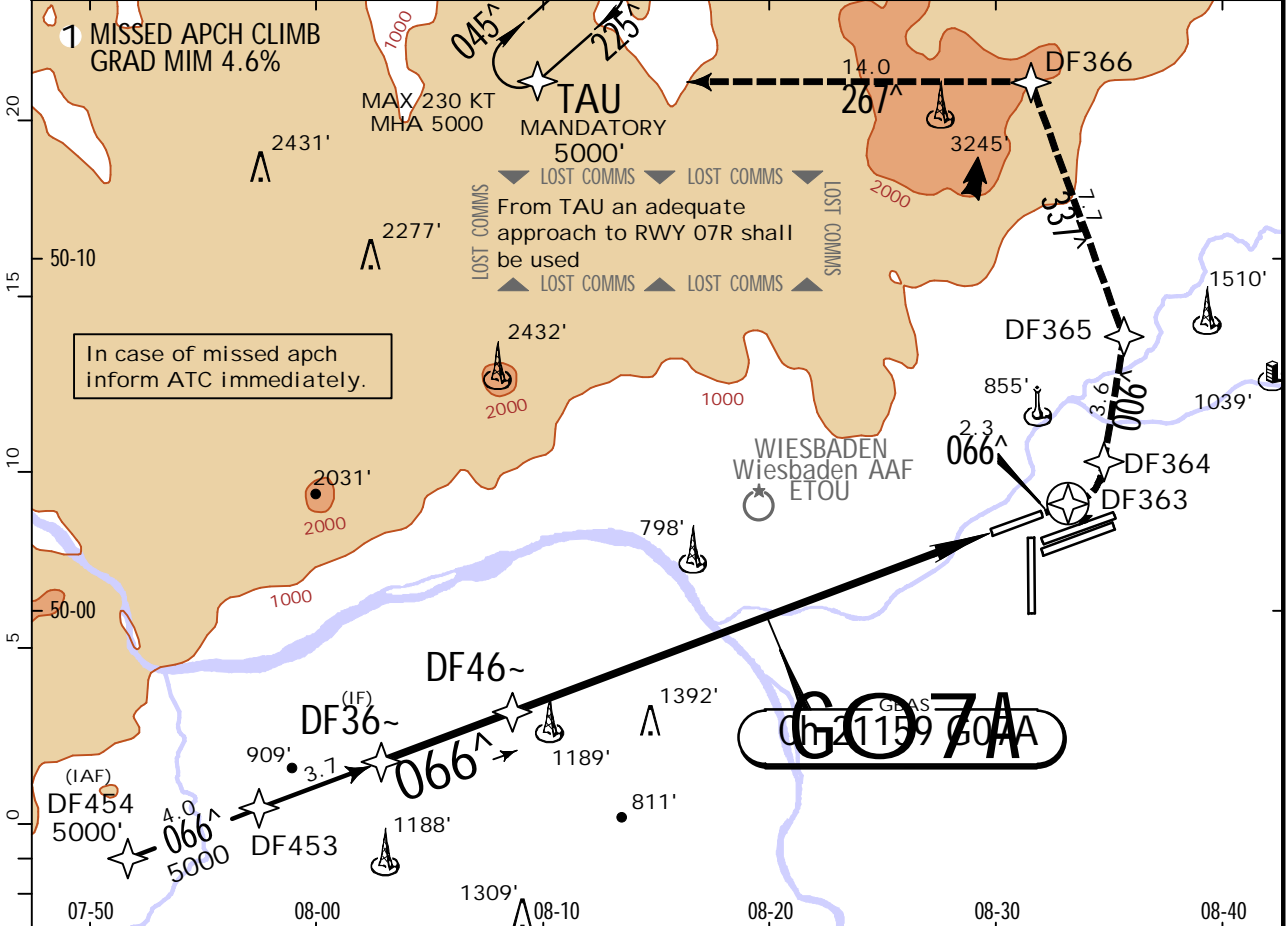 1 MISSED APCH CLIMB
GRAD MIM 4.6%
1000
045^
225^
14.0
267^
DF366
TAU
MAX 230 KT
MHA 5000
MANDATORY
5000'
20
2431'
3245'
2000
LOST COMMS LOST COMMS
LOST COMMS
LOST COMMS
From TAU an adequate
approach to RWY 07R shall
be used
LOST COMMS LOST COMMS
7.7
337^
2277'
50-10
15
1510'
DF365
2432'
In case of missed apch
inform ATC immediately.
2000
1000
855'
3.6
006^
1039'
2.3
066^
WIESBADEN
Wiesbaden AAF
ETOU
10
2031'
DF364
DF363
2000
798'
1000
50-00
5
DF46~
(IF)
DF36~
1392'
GBAS
GO 7A
Ch 21159 G07A
909'
3.7
066^
1189'
(IAF)
DF454
5000'
4.0
066^
5000
DF453
811'
1188'
0
1309'
07-50
08-00
08-10
08-20
08-30
08-40